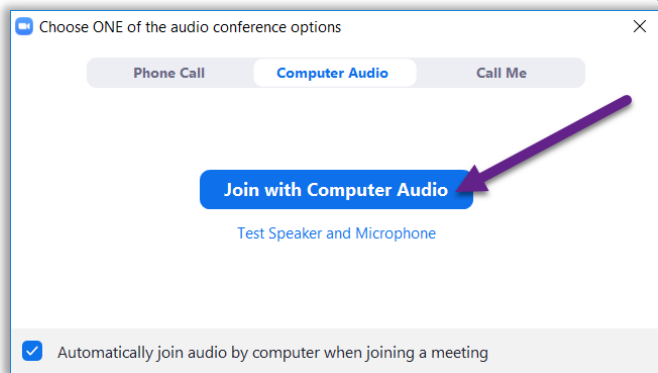 Choose ONE of the audio conference options
Phone Call Computer Audio Call Me
Join with Computer Audio
Test Speaker and Microphone
Automatically join audio by computer when joining a meeting